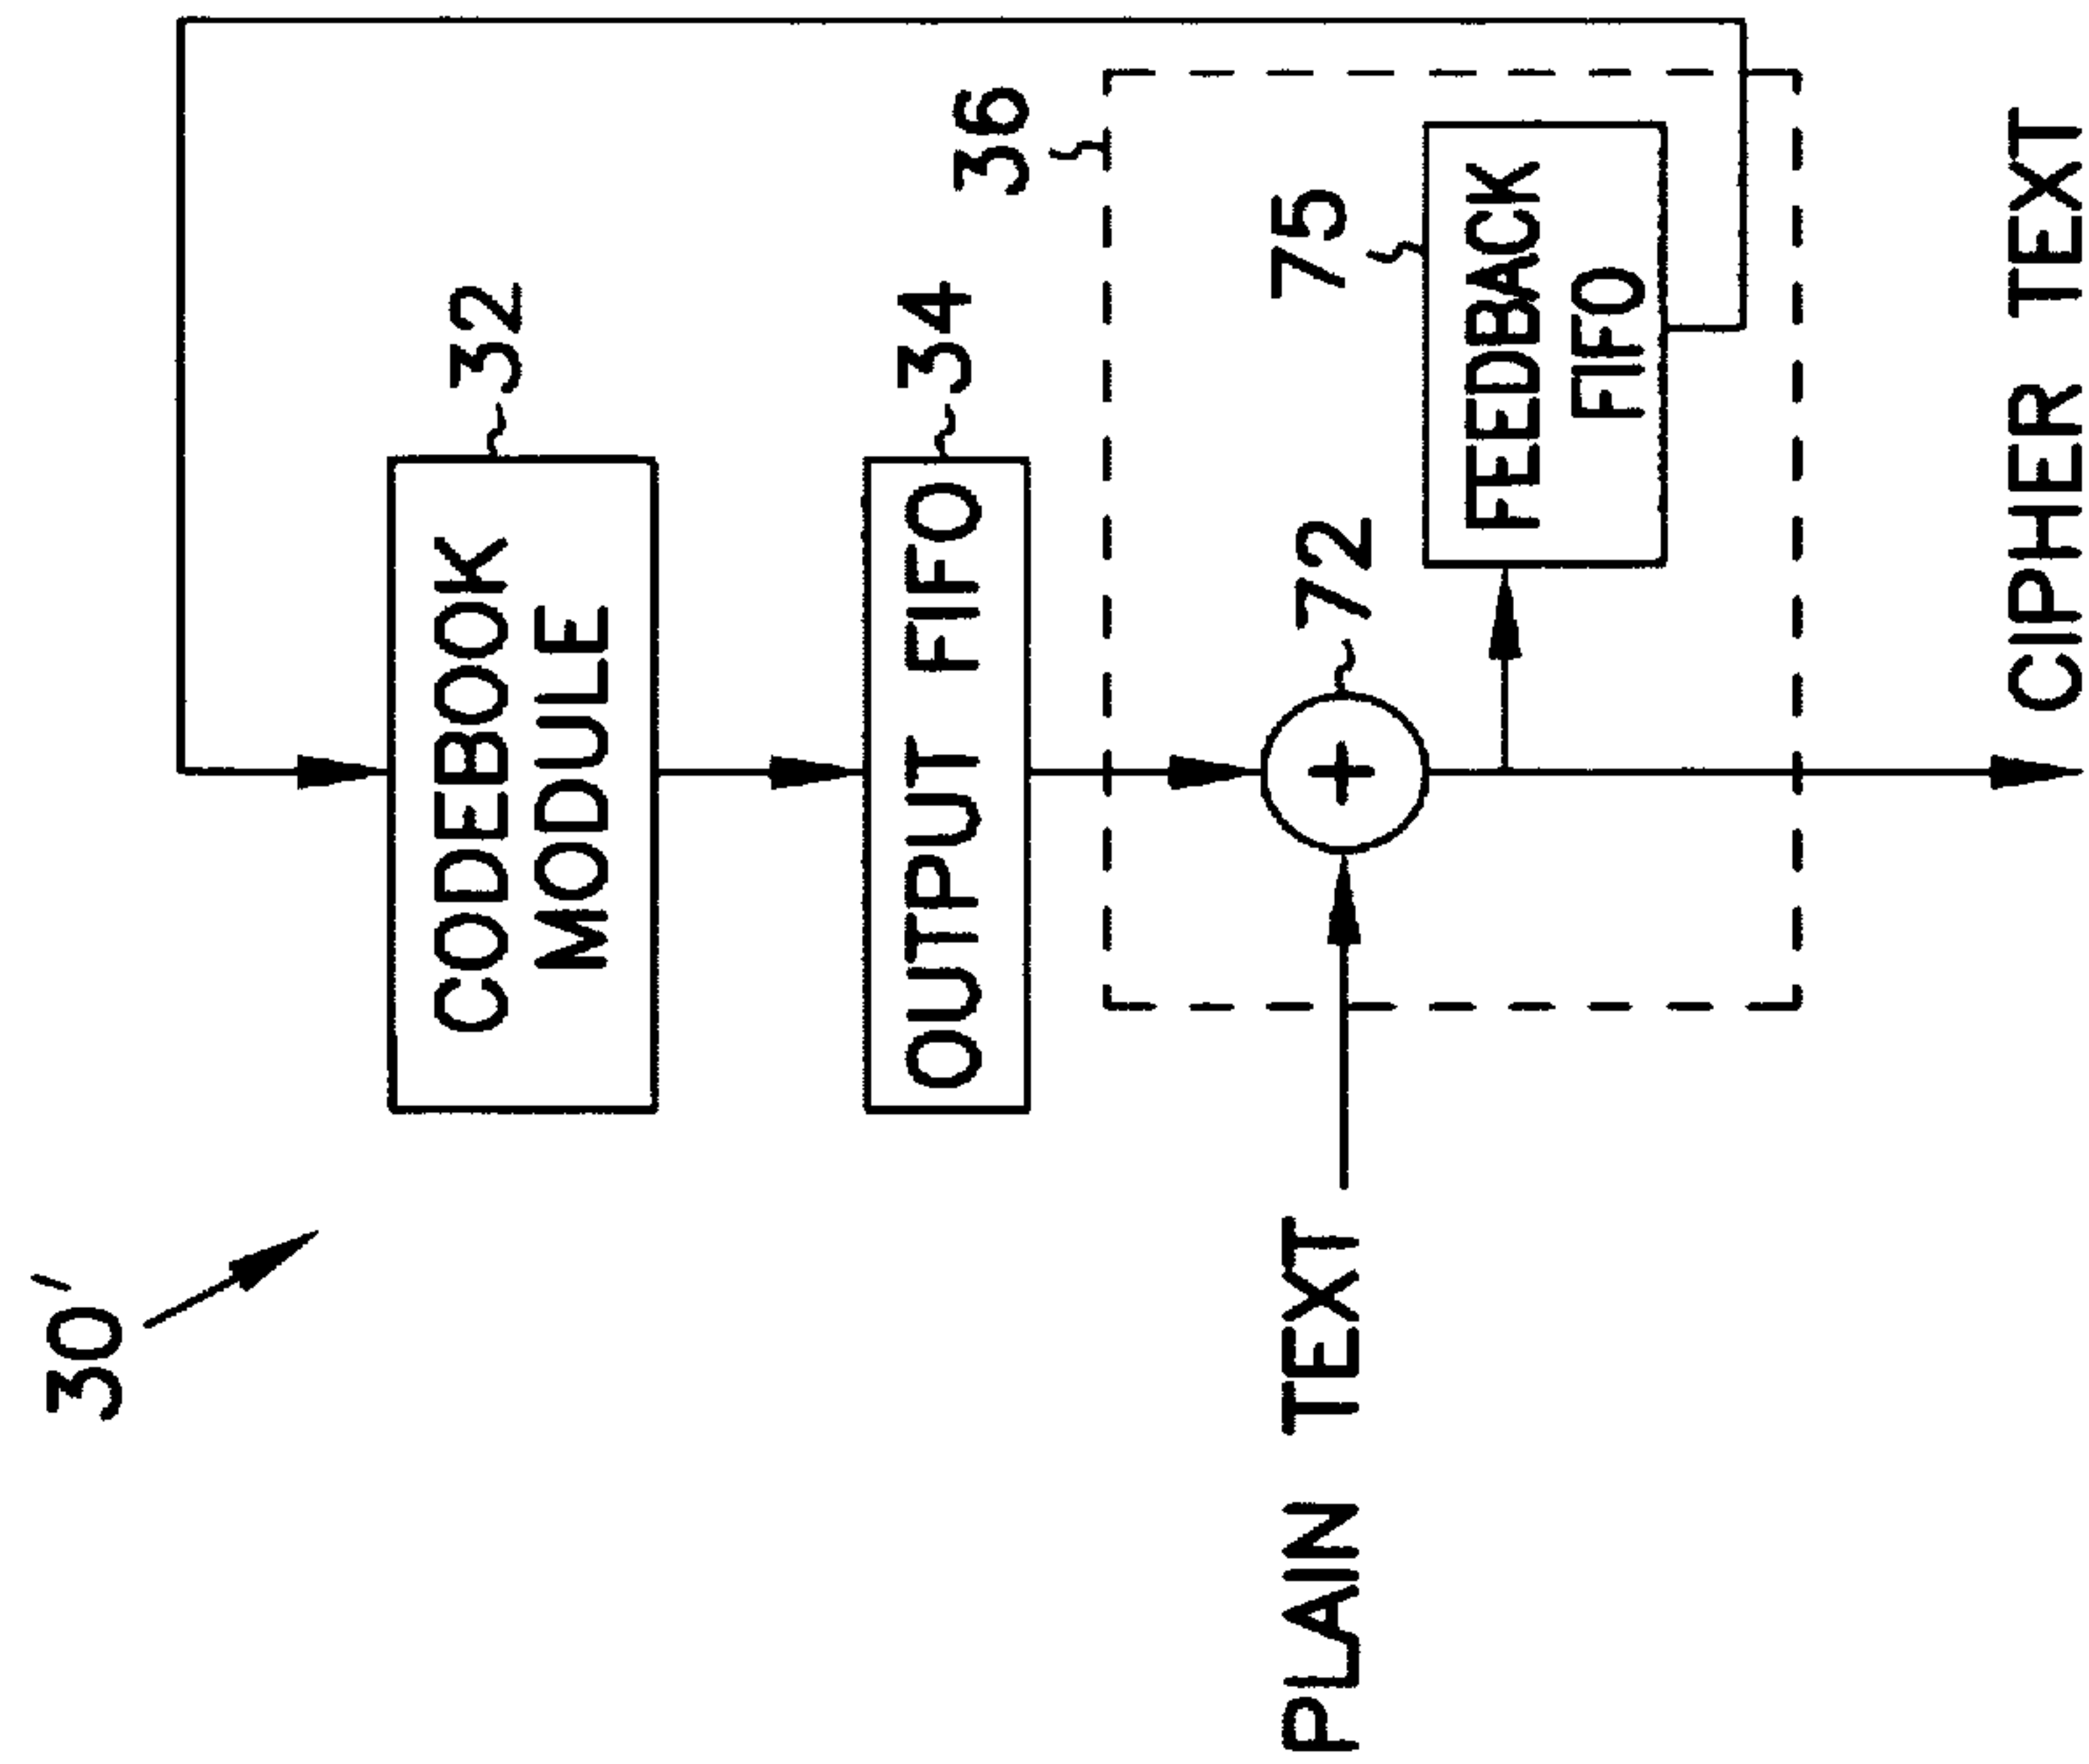 30'
CODEBOOK
MODULE
32
OUTPUT FIFO
34
36
PLAIN TEXT
+
72
FEEDBACK
FIFO
75
CIPHER TEXT